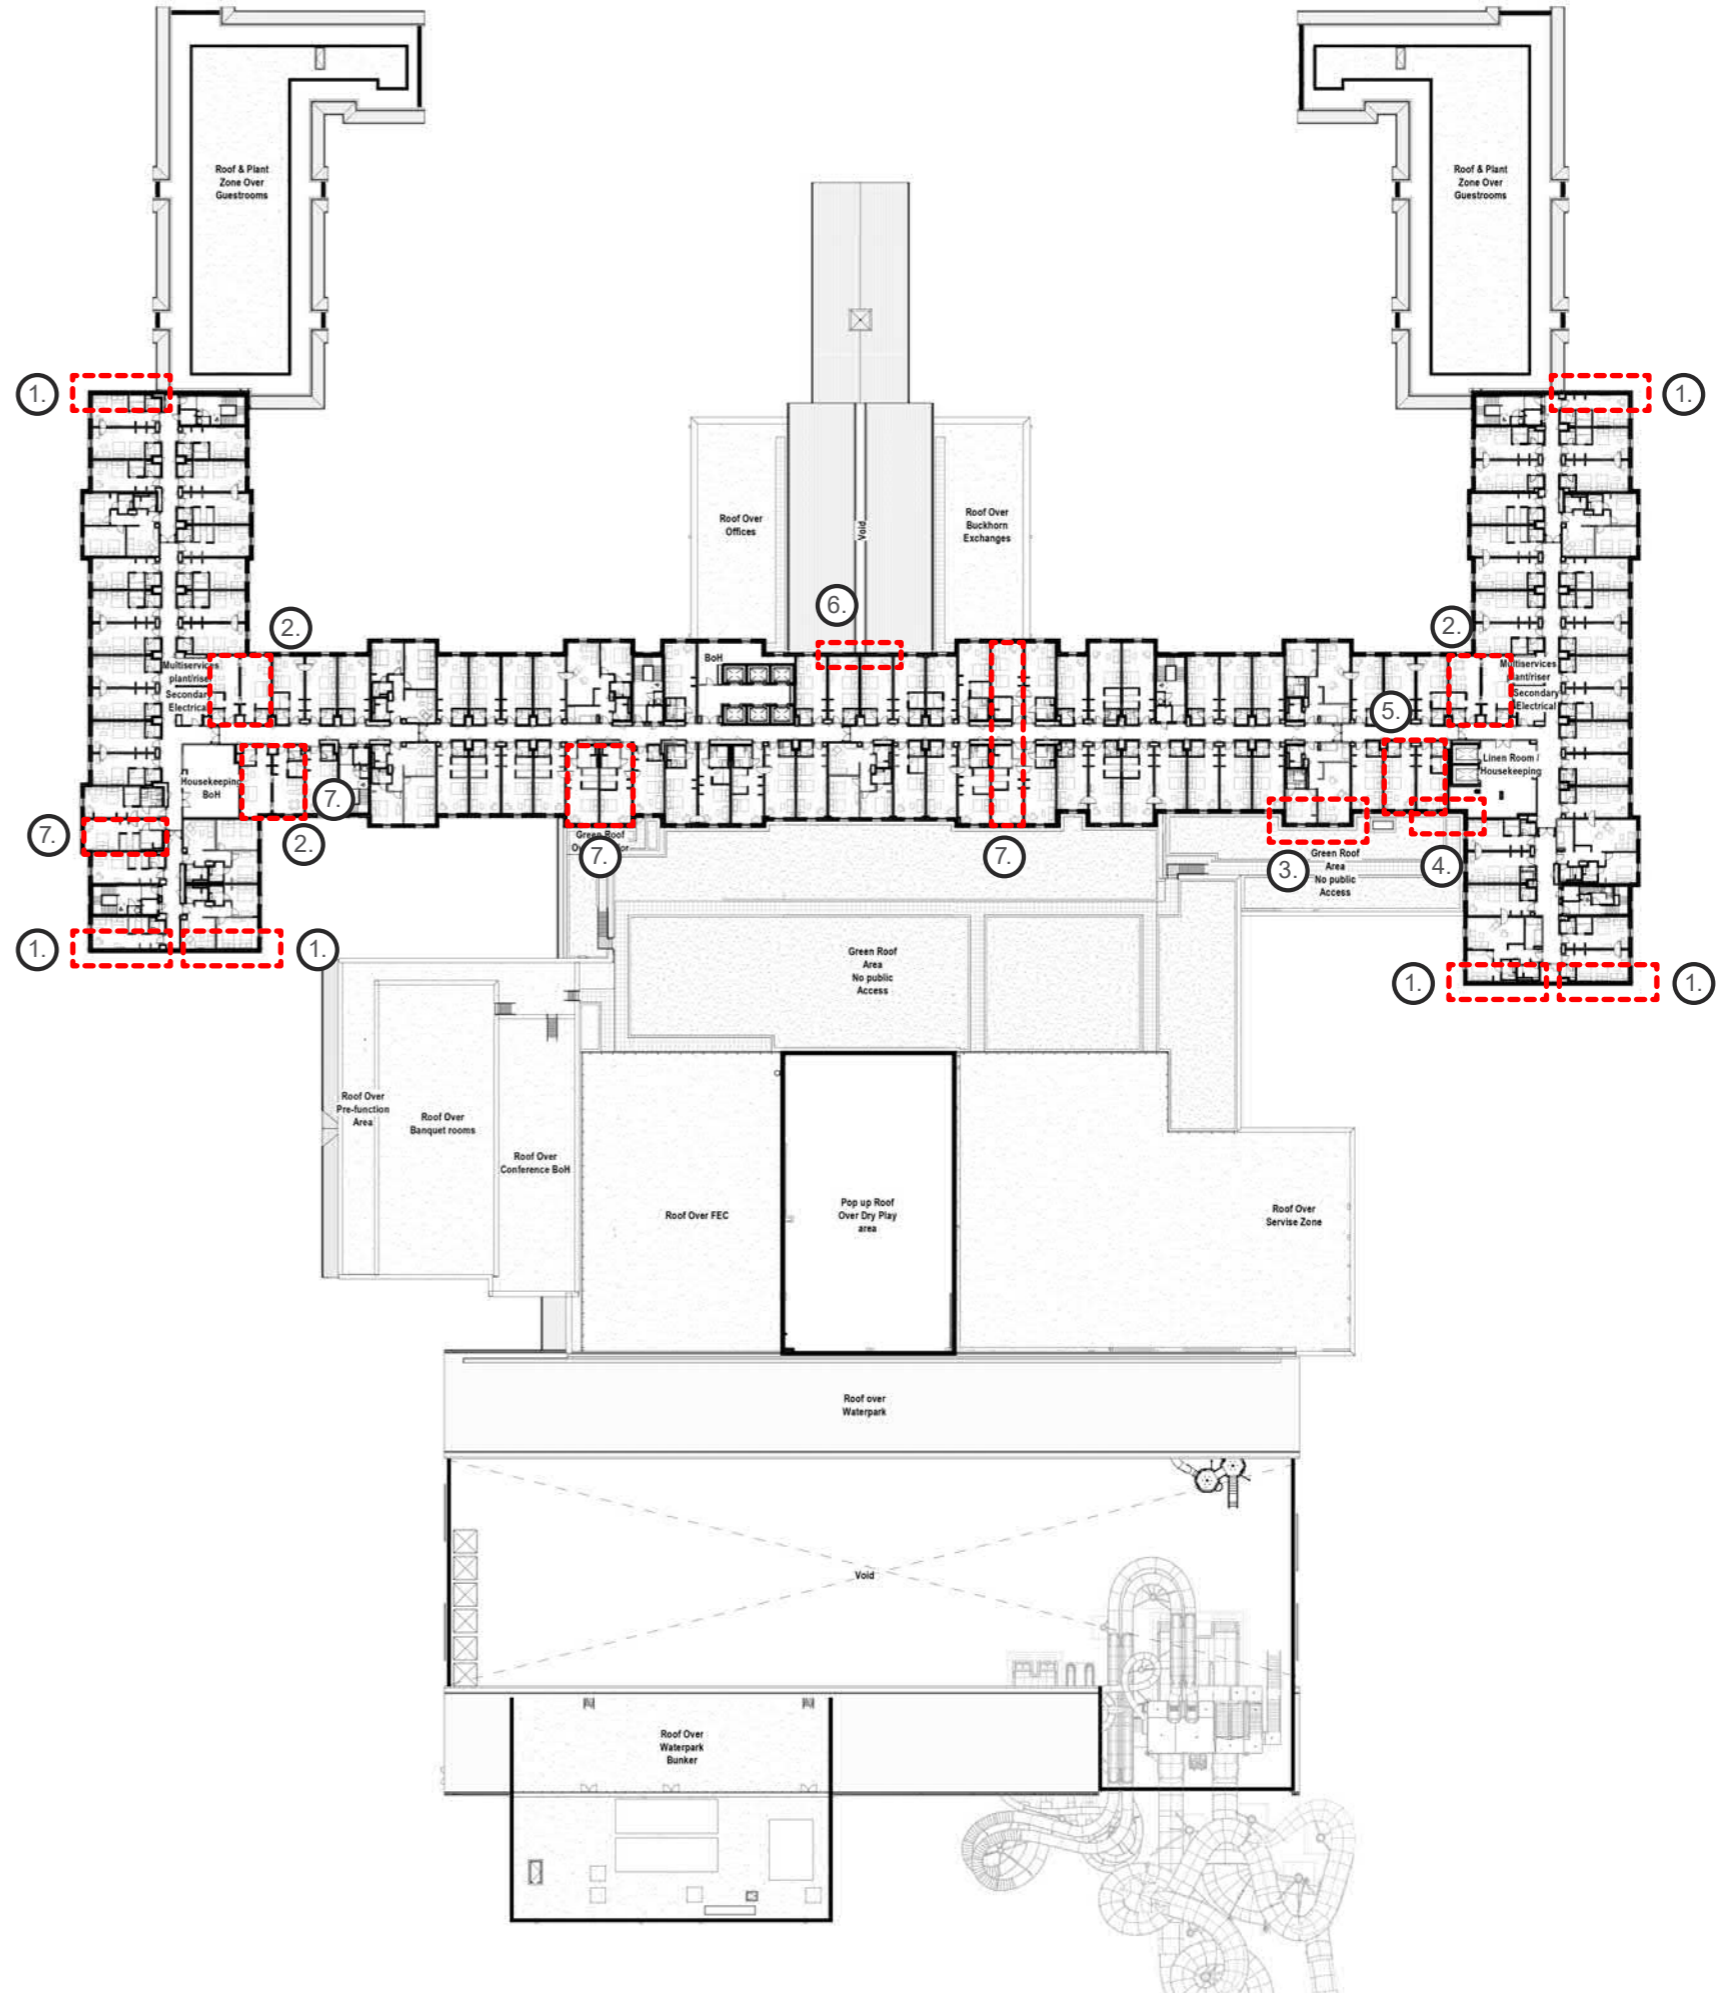 Roof & Plant
Zone Over
Guestrooms
Roof & Plant
Zone Over
Guestrooms
1.
1.
Roof Over
Offices
Void
Roof Over
Buckhorn
Exchanges
6.
2.
2.
BoH
Multiservices
plant/riser
Secondary
Electrical
Multiservices
plant/riser
Secondary
Electrical
5.
Linen Room /
Housekeeping
Housekeeping
BoH
7.
7.
2.
Green Roof
7.
7.
3.
Green Roof
Area
No public
Access
4.
1.
1.
Green Roof
Area
No public
Access
1.
1.
Roof Over
Pre-function
Area
Roof Over
Banquet rooms
Roof Over
Conference BoH
Roof Over FEC
Pop up Roof
Over Dry Play
area
Roof Over
Servise Zone
Roof over
Waterpark
Void
Roof Over
Waterpark
Bunker